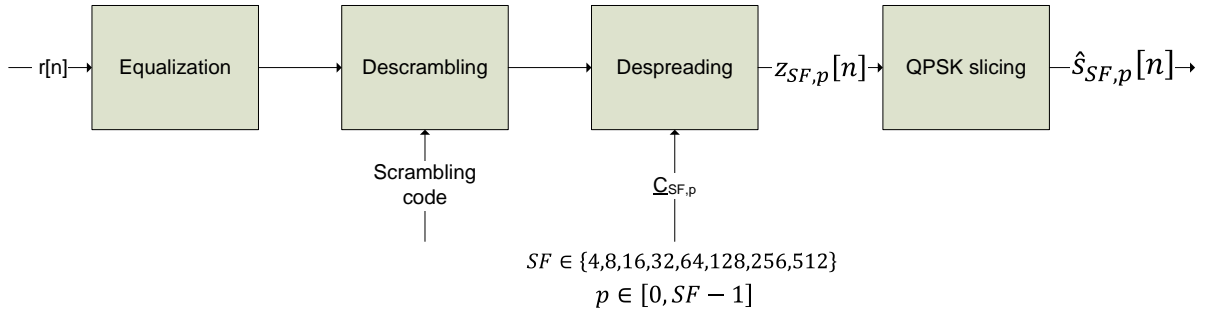 r[n]
Equalization
Descrambling
Despreading
z_{SF,p}[n]
QPSK slicing
ŝ_{SF,p}[n]
Scrambling
code
C_{SF,p}
SF ∈ {4,8,16,32,64,128,256,512}
p ∈ [0, SF − 1]